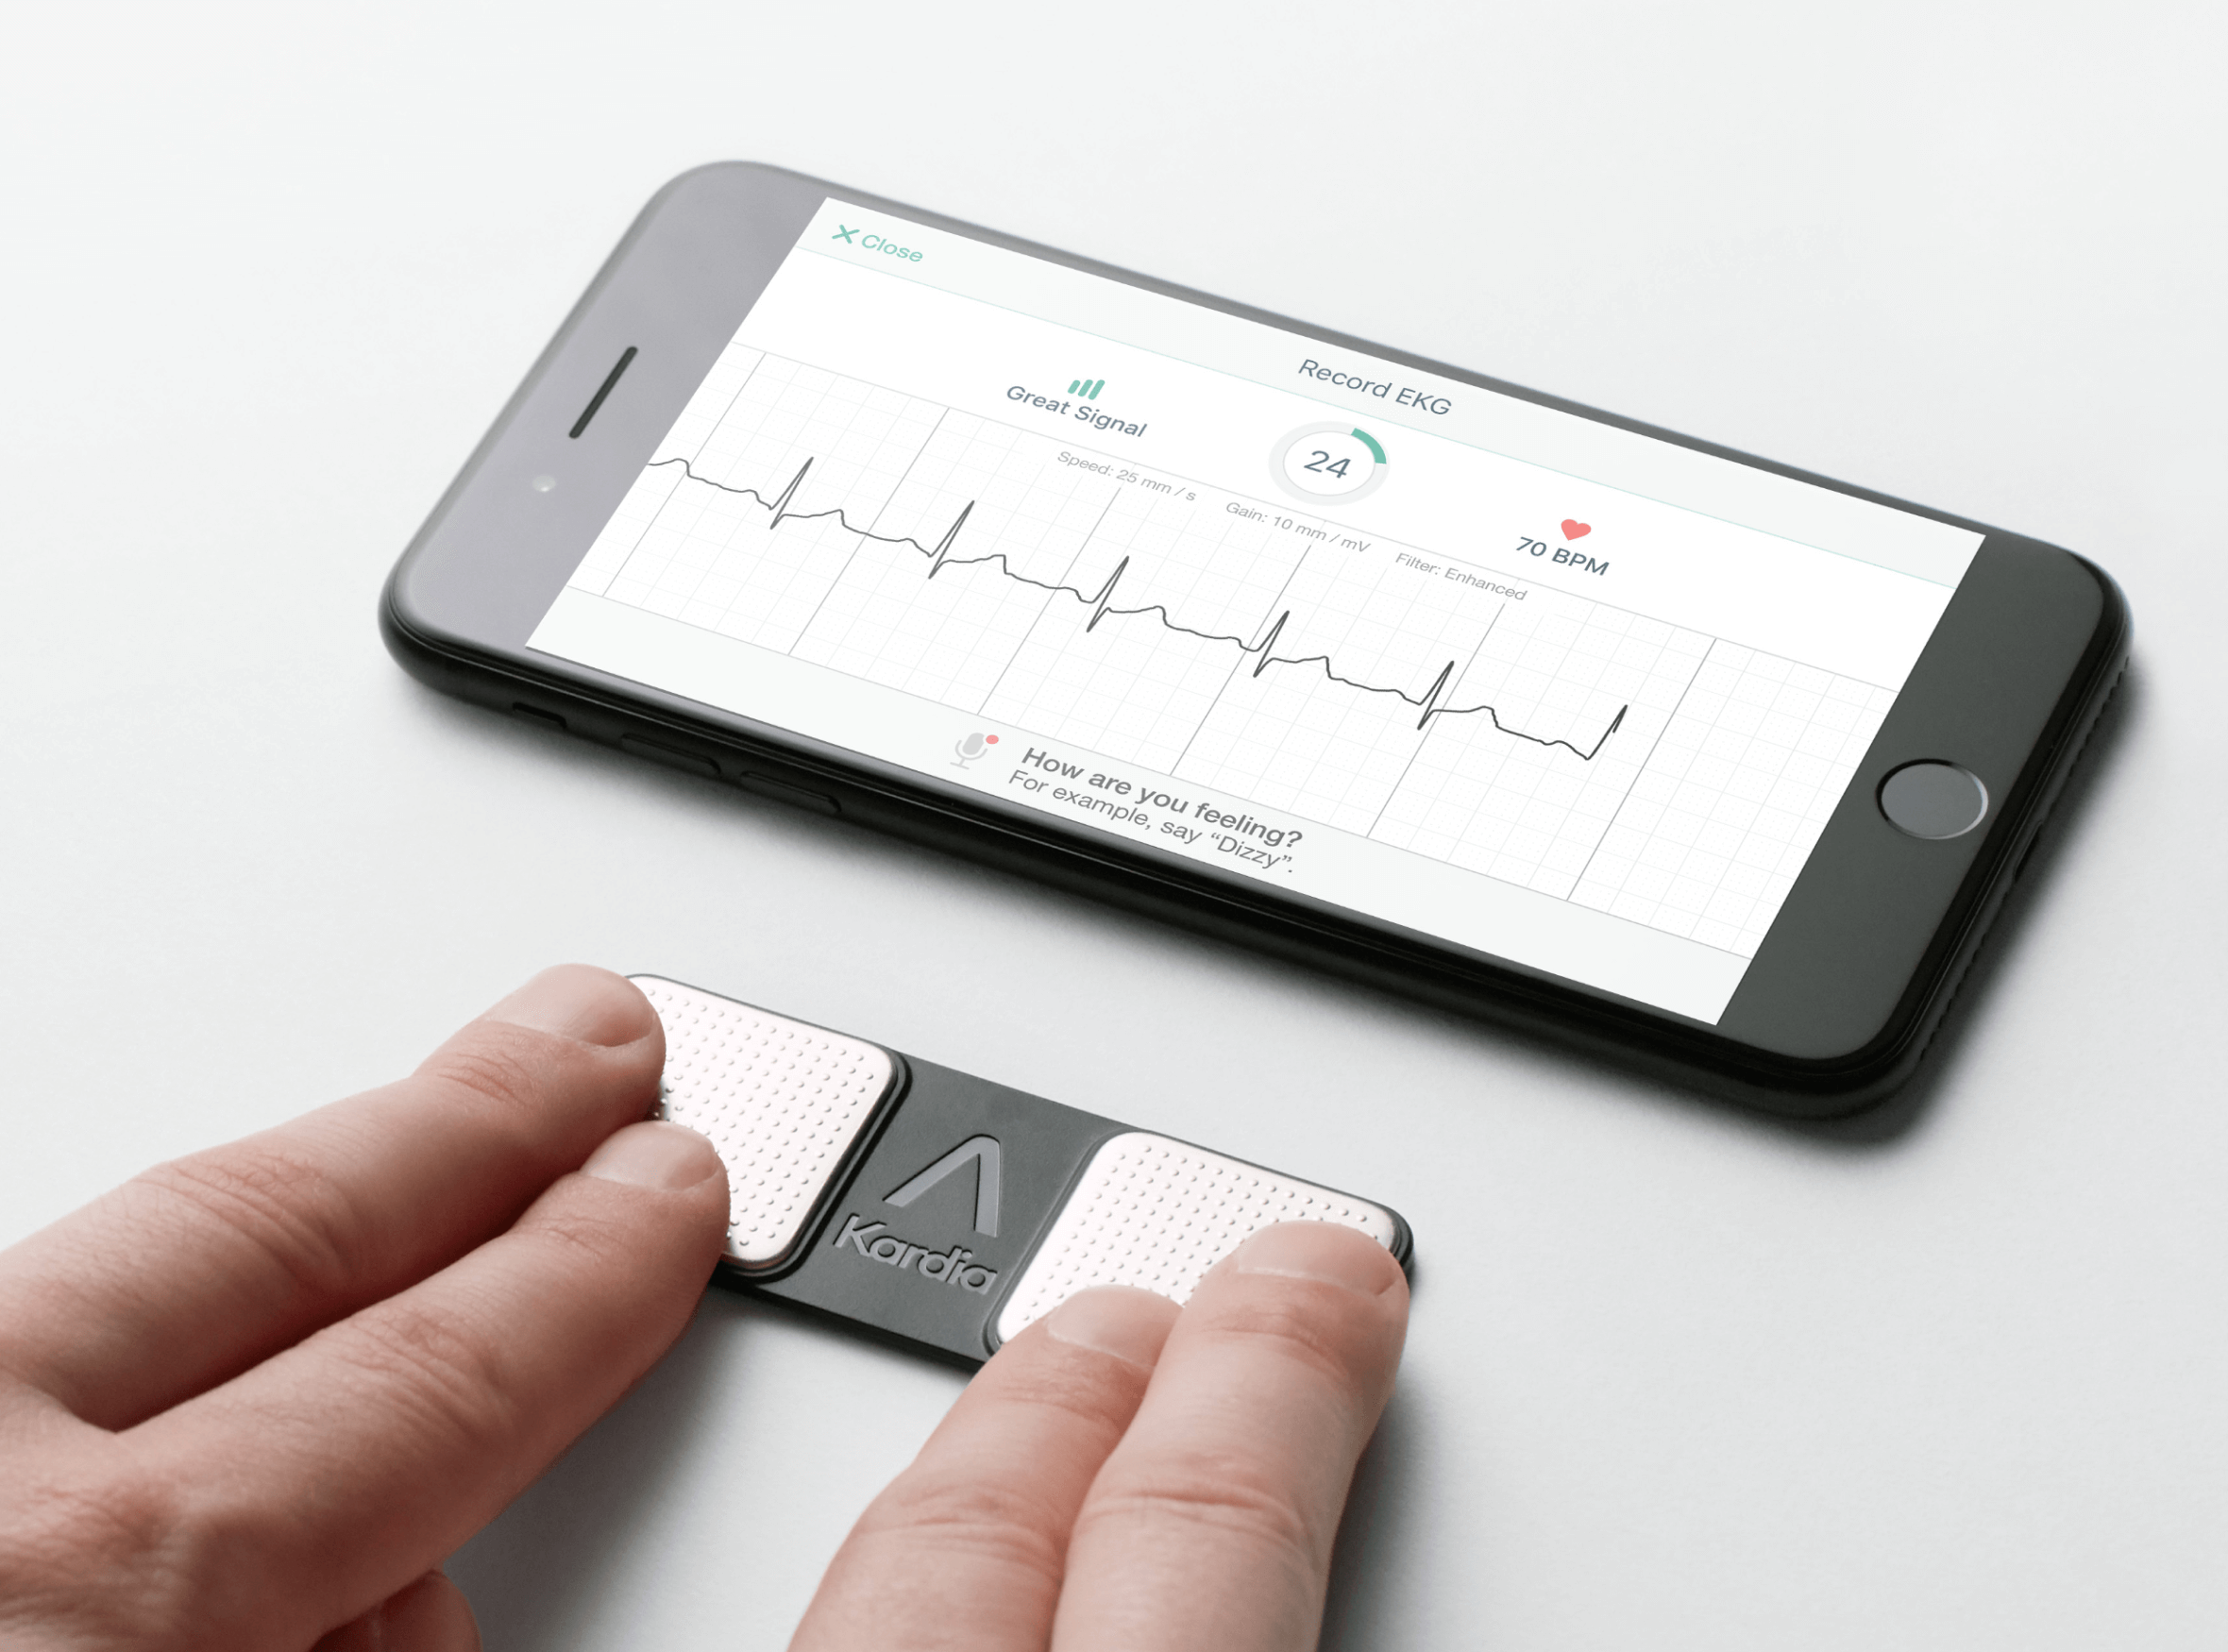 Close
Record EKG
Great Signal
24
70 BPM
Speed: 25 mm / s Gain: 10 mm / mV Filter: Enhanced
How are you feeling?
For example, say “Dizzy”.
Kardia